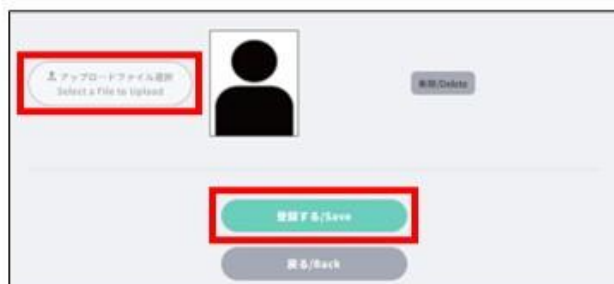 アップロードファイル選択
Select a File to Upload
削除/Delete
登録する/Save
戻る/Back